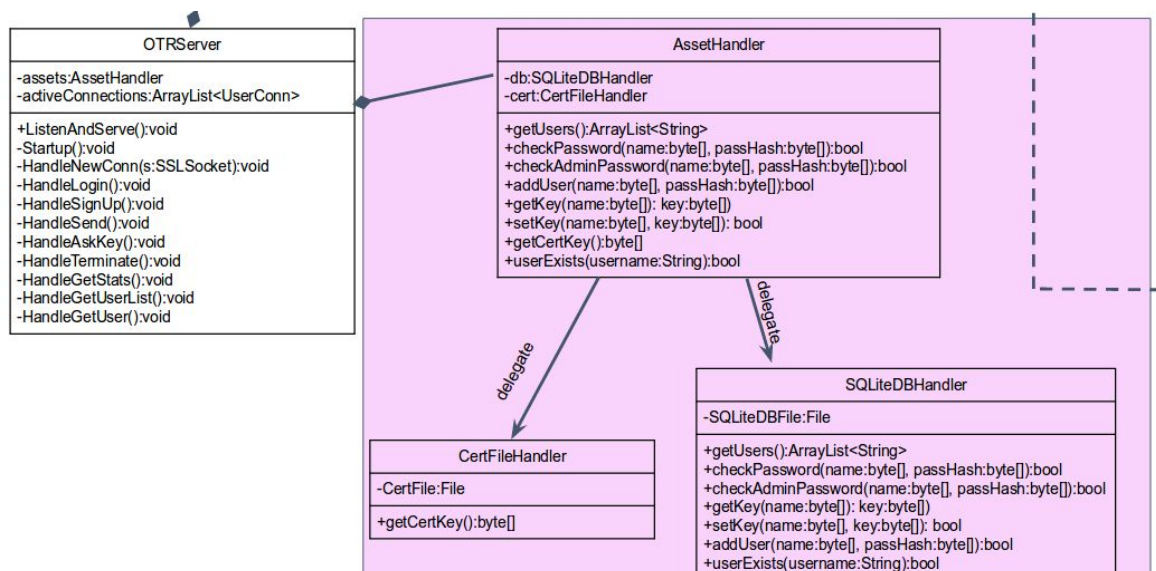 OTRServer
-assets:AssetHandler
-activeConnections:ArrayList<UserConn>
+ListenAndServe():void
-Startup():void
-HandleNewConn(s:SSLSocket):void
-HandleLogin():void
-HandleSignUp():void
-HandleSend():void
-HandleAskKey():void
-HandleTerminate():void
-HandleGetStats():void
-HandleGetUserList():void
-HandleGetUser():void
AssetHandler
-db:SQLiteDBHandler
-cert:CertFileHandler
+getUsers():ArrayList<String>
+checkPassword(name:byte[], passHash:byte[]):bool
+checkAdminPassword(name:byte[], passHash:byte[]):bool
+addUser(name:byte[], passHash:byte[]):bool
+getKey(name:byte[]): key:byte[])
+setKey(name:byte[], key:byte[]): bool
+getCertKey():byte[]
+userExists(username:String):bool
delegate
delegate
CertFileHandler
-CertFile:File
+getCertKey():byte[]
SQLiteDBHandler
-SQLiteDBFile:File
+getUsers():ArrayList<String>
+checkPassword(name:byte[], passHash:byte[]):bool
+checkAdminPassword(name:byte[], passHash:byte[]):bool
+getKey(name:byte[]): key:byte[])
+setKey(name:byte[], key:byte[]): bool
+addUser(name:byte[], passHash:byte[]):bool
+userExists(username:String):bool